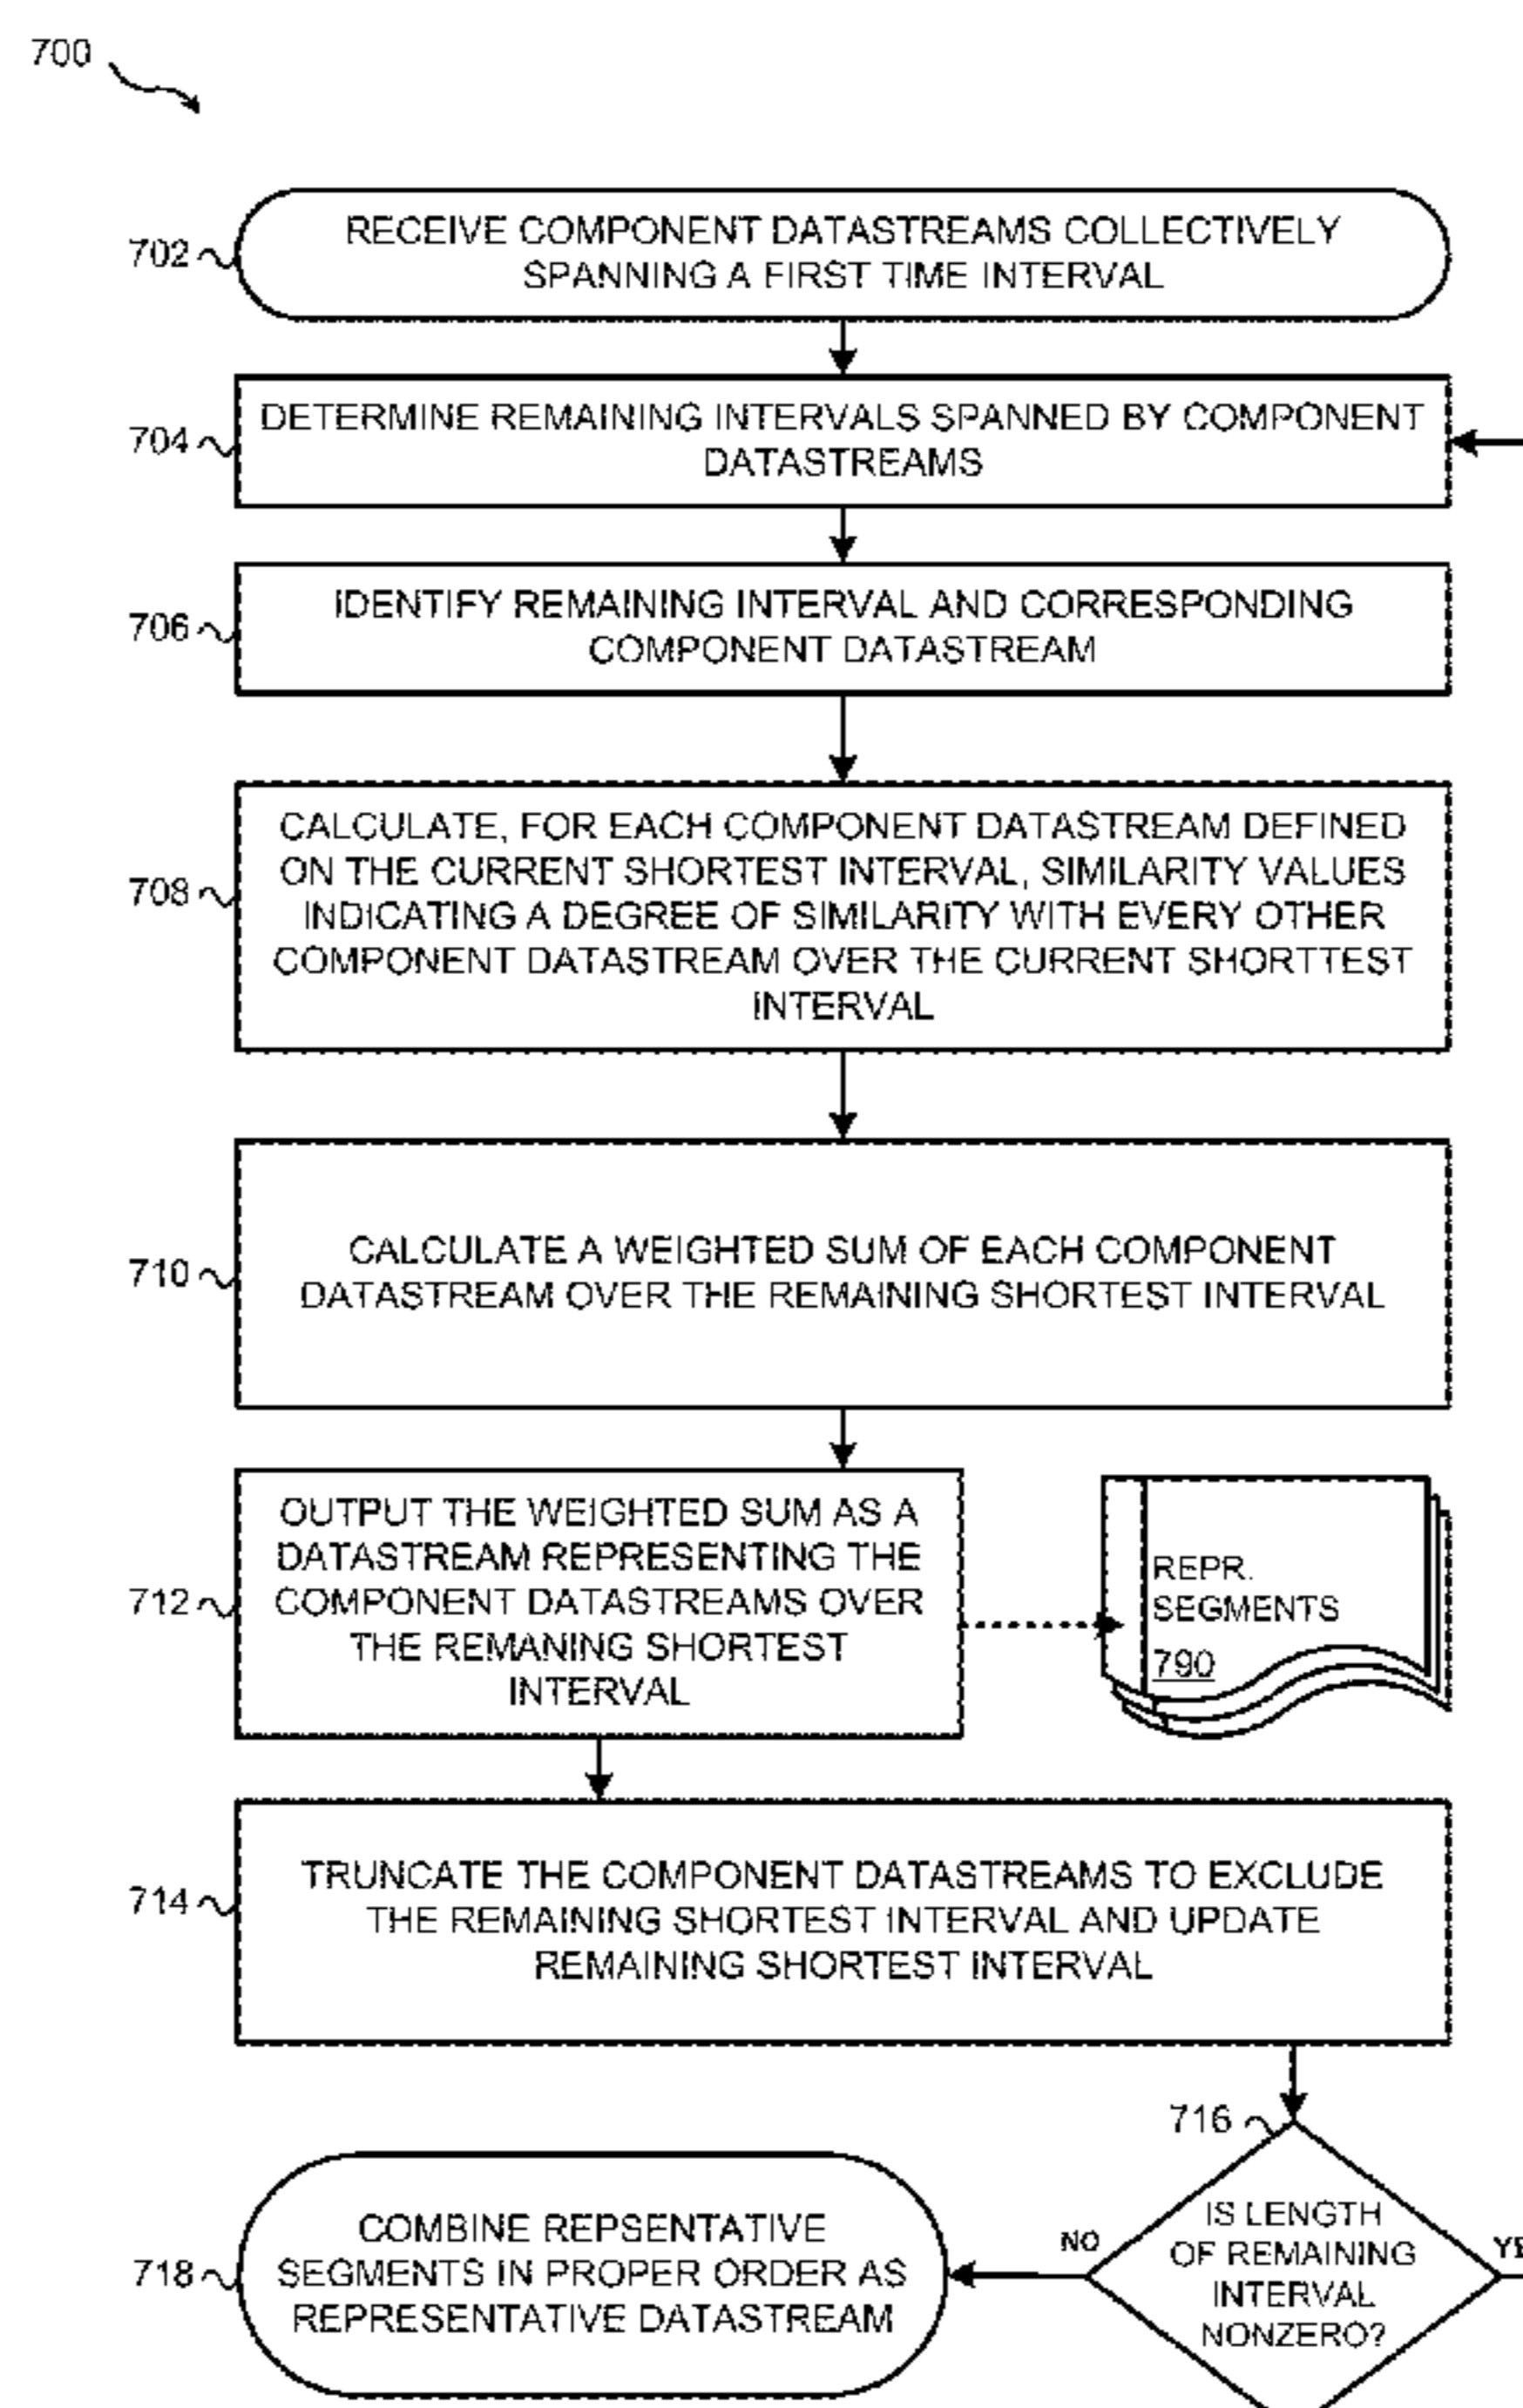 700
702
RECEIVE COMPONENT DATASTREAMS COLLECTIVELY
SPANNING A FIRST TIME INTERVAL
704
DETERMINE REMAINING INTERVALS SPANNED BY COMPONENT
DATASTREAMS
706
IDENTIFY REMAINING INTERVAL AND CORRESPONDING
COMPONENT DATASTREAM
708
CALCULATE, FOR EACH COMPONENT DATASTREAM DEFINED
ON THE CURRENT SHORTEST INTERVAL, SIMILARITY VALUES
INDICATING A DEGREE OF SIMILARITY WITH EVERY OTHER
COMPONENT DATASTREAM OVER THE CURRENT SHORTTEST
INTERVAL
710
CALCULATE A WEIGHTED SUM OF EACH COMPONENT
DATASTREAM OVER THE REMAINING SHORTEST INTERVAL
712
OUTPUT THE WEIGHTED SUM AS A
DATASTREAM REPRESENTING THE
COMPONENT DATASTREAMS OVER
THE REMANING SHORTEST
INTERVAL
REPR.
SEGMENTS
790
714
TRUNCATE THE COMPONENT DATASTREAMS TO EXCLUDE
THE REMAINING SHORTEST INTERVAL AND UPDATE
REMAINING SHORTEST INTERVAL
716
IS LENGTH
OF REMAINING
INTERVAL
NONZERO?
NO
YE
718
COMBINE REPSENTATIVE
SEGMENTS IN PROPER ORDER AS
REPRESENTATIVE DATASTREAM